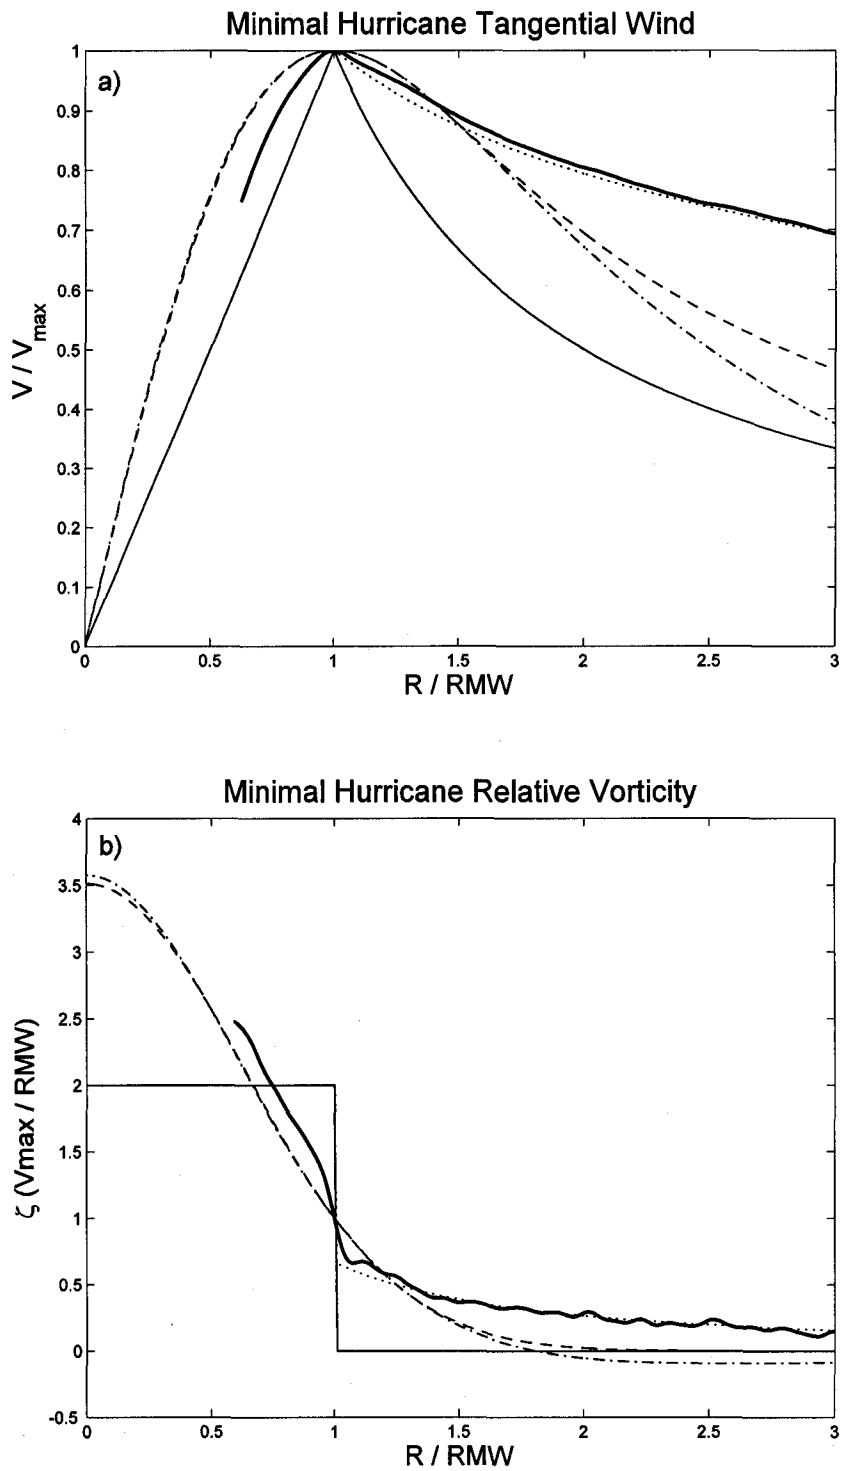 Minimal Hurricane Tangential Wind
a)
1
0.9
0.8
0.7
0.6
0.5
0.4
0.3
0.2
0.1
0
V / Vmax
0 0.5 1 1.5 2 2.5 3
R / RMW
Minimal Hurricane Relative Vorticity
b)
4
3.5
3
2.5
2
1.5
1
0.5
0
-0.5
ζ (Vmax / RMW)
0 0.5 1 1.5 2 2.5 3
R / RMW